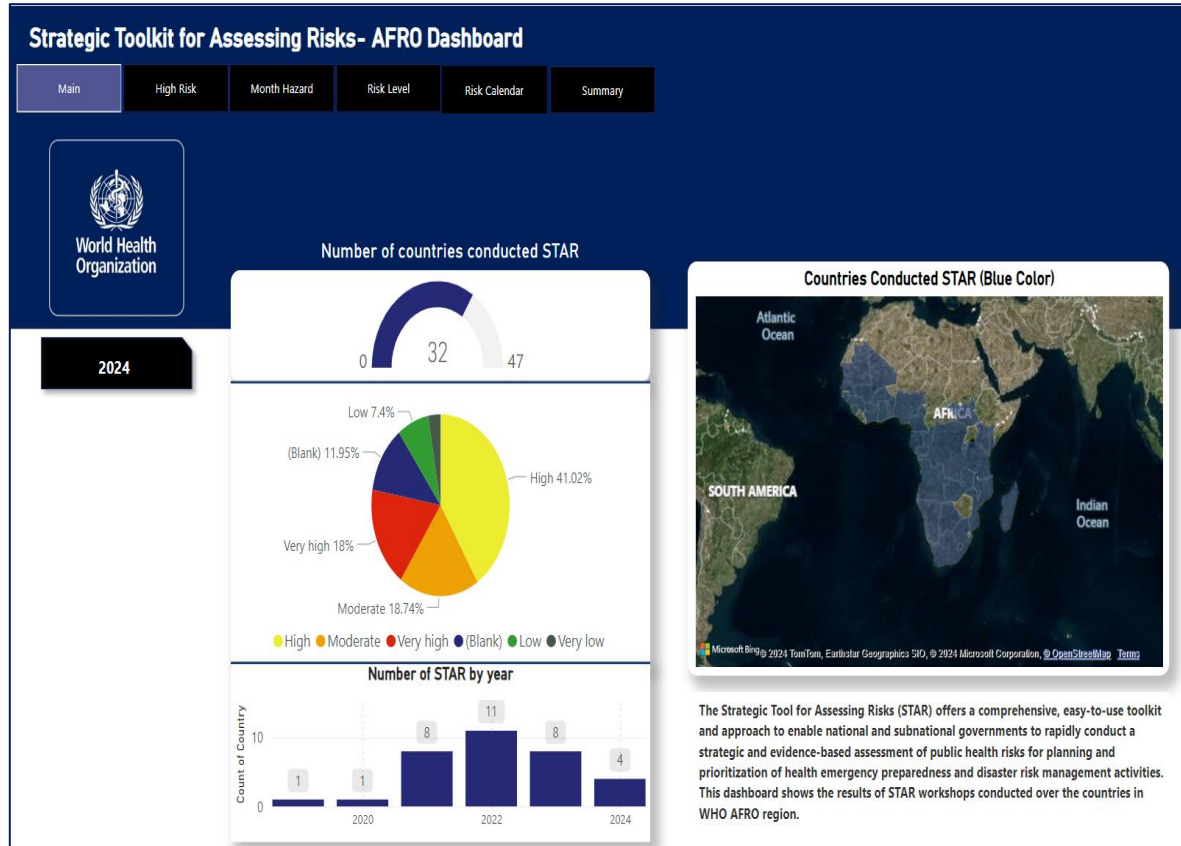 Strategic Toolkit for Assessing Risks- AFRO Dashboard
Main
High Risk
Month Hazard
Risk Level
Risk Calendar
Summary
World Health
Organization
2024
Number of countries conducted STAR
0
32
47
Low 7.4%
(Blank) 11.95%
High 41.02%
Very high 18%
Moderate 18.74%
High Moderate Very high (Blank) Low Very low
Number of STAR by year
Count of Country
10
0
1
1
8
11
8
4
2020
2022
2024
Countries Conducted STAR (Blue Color)
Atlantic
Ocean
AFRICA
SOUTH AMERICA
Indian
Ocean
Microsoft Bing
© 2024 TomTom, Earthstar Geographics SIO, © 2024 Microsoft Corporation, © OpenStreetMap Terms
The Strategic Tool for Assessing Risks (STAR) offers a comprehensive, easy-to-use toolkit
and approach to enable national and subnational governments to rapidly conduct a
strategic and evidence-based assessment of public health risks for planning and
prioritization of health emergency preparedness and disaster risk management activities.
This dashboard shows the results of STAR workshops conducted over the countries in
WHO AFRO region.